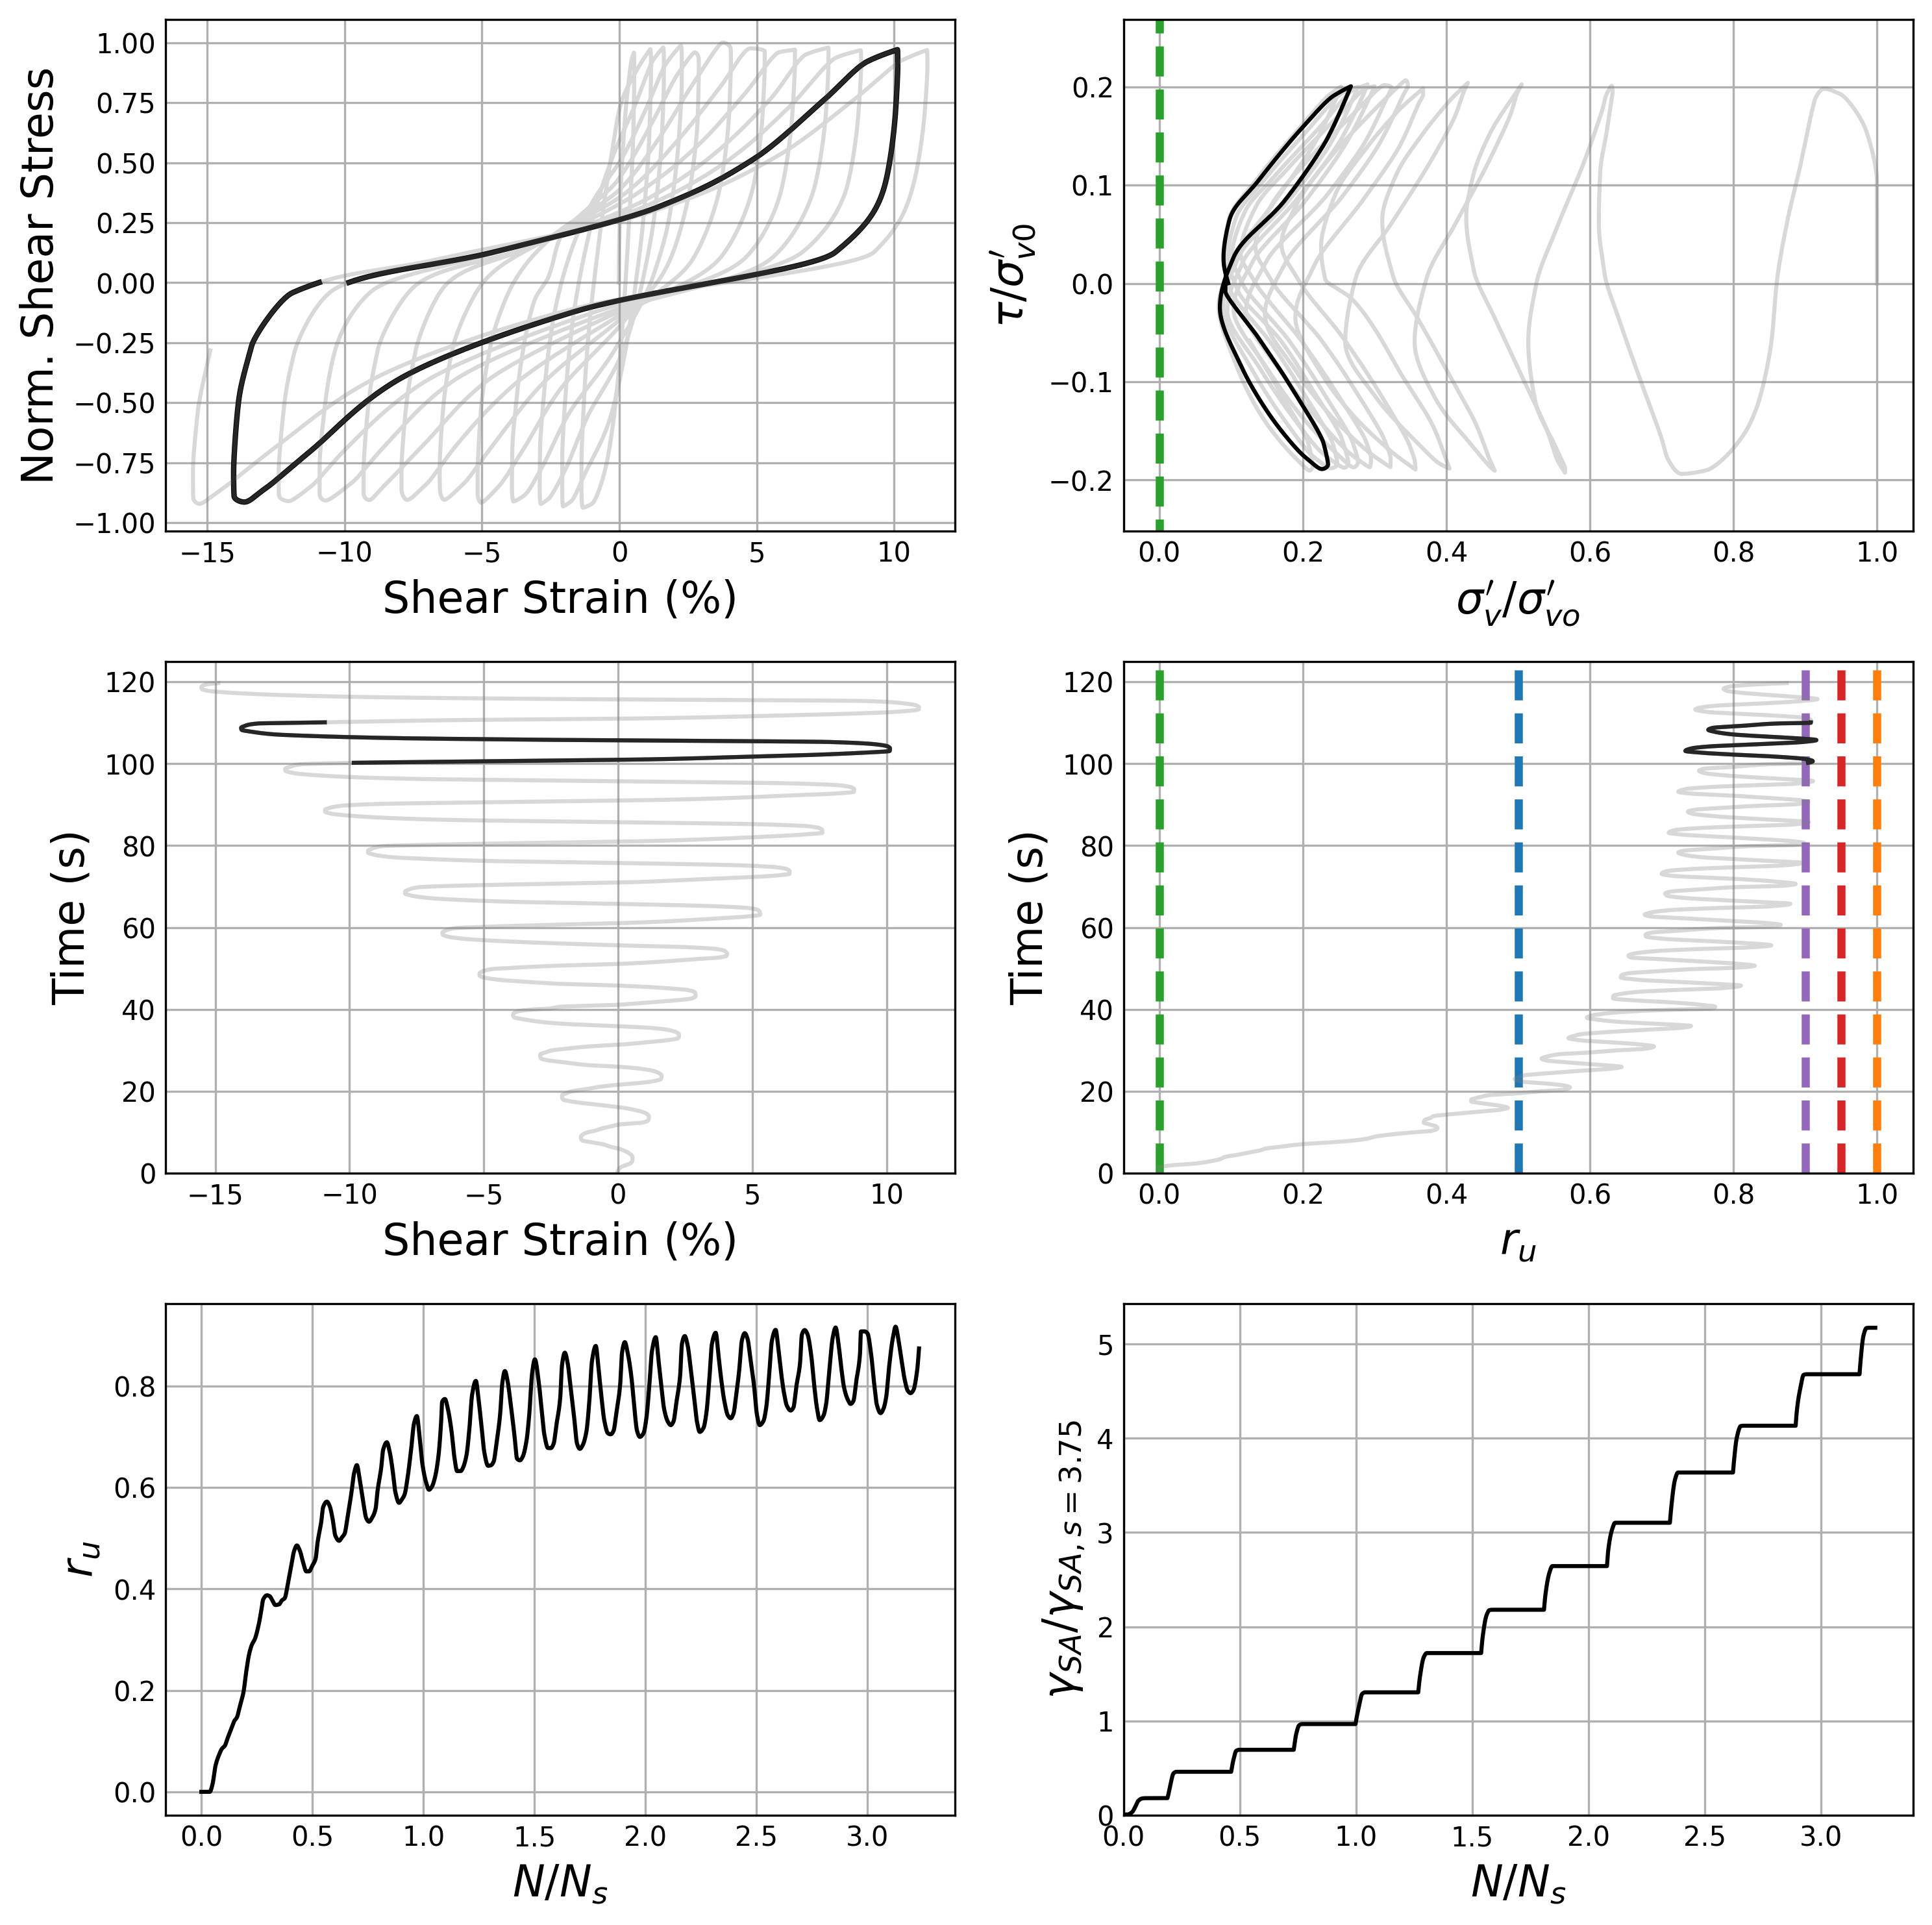 1.00
0.75
0.50
0.25
0.00
−0.25
−0.50
−0.75
−1.00
Norm. Shear Stress
−15 −10 −5 0 5 10
Shear Strain (%)
0.2
0.1
0.0
−0.1
−0.2
τ/σ′v0
0.0 0.2 0.4 0.6 0.8 1.0
σ′v/σ′vo
120
100
80
60
40
20
0
Time (s)
−15 −10 −5 0 5 10
Shear Strain (%)
120
100
80
60
40
20
0
Time (s)
0.0 0.2 0.4 0.6 0.8 1.0
ru
0.8
0.6
0.4
0.2
0.0
ru
0.0 0.5 1.0 1.5 2.0 2.5 3.0
N/Ns
5
4
3
2
1
0
γSA/γSA, s = 3.75
0.0 0.5 1.0 1.5 2.0 2.5 3.0
N/Ns